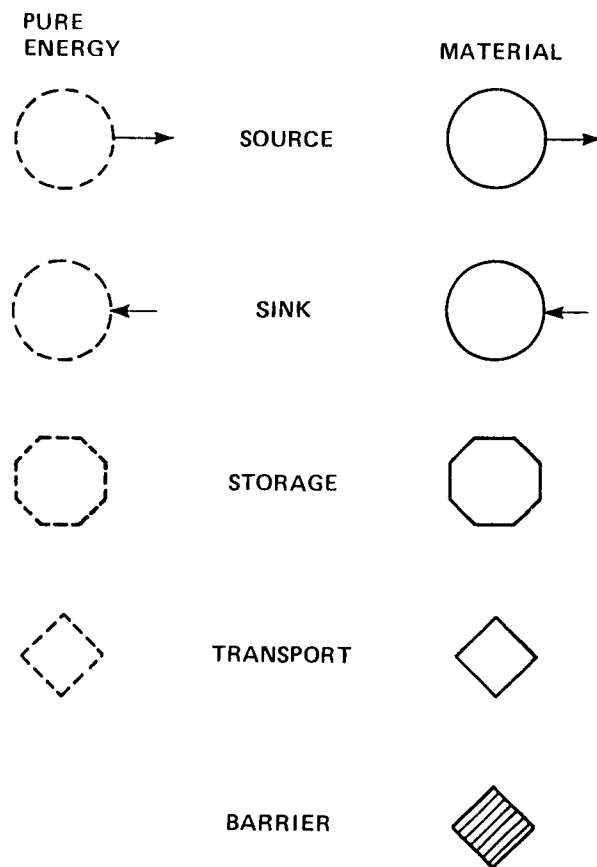 PURE
ENERGY
MATERIAL
SOURCE
SINK
STORAGE
TRANSPORT
BARRIER